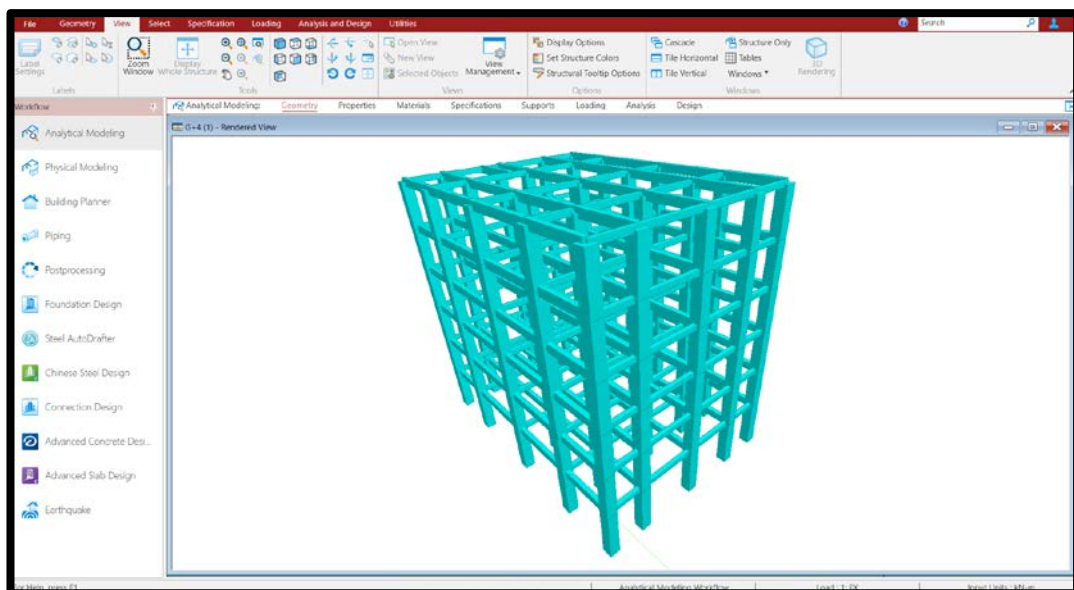 File Geometry View Select Specification Loading Analysis and Design Utilities Search
Label Settings
Zoom Window
Display Whole Structure
Open View
New View
Selected Objects
View Management
Display Options
Set Structure Colors
Structural Tooltip Options
Cascade
Tile Horizontal
Tile Vertical
Structure Only
Tables
Windows
3D Rendering
Labels Tools Views Options Windows
Workflow
Analytical Modeling: Geometry Properties Materials Specifications Supports Loading Analysis Design
G+4 (1) - Rendered View
Analytical Modeling
Physical Modeling
Building Planner
Piping
Postprocessing
Foundation Design
Steel AutoDrafter
Chinese Steel Design
Connection Design
Advanced Concrete Desi...
Advanced Slab Design
Earthquake
For Help, press F1 Analytical Modeling Workflow Load : 1: EX Input Units : kN-m